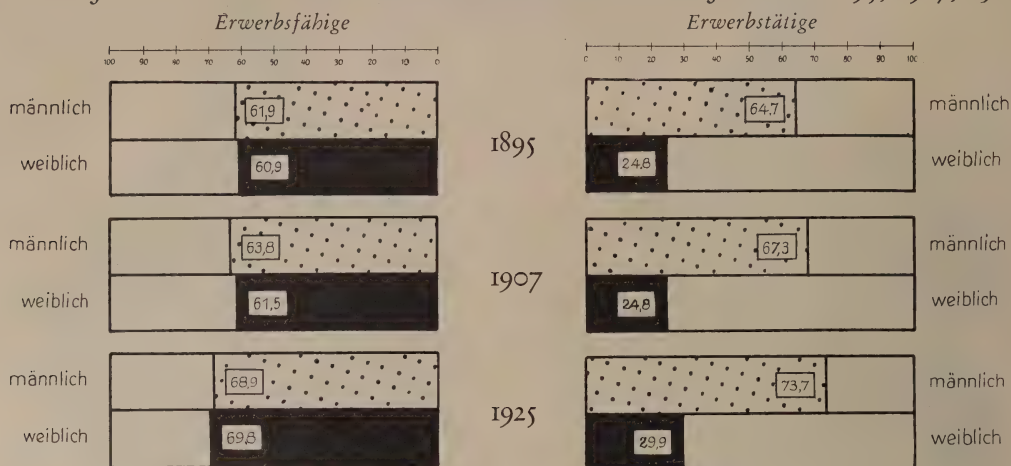 Erwerbsfähige Erwerbstätige
100 90 80 70 60 50 40 30 20 10 0 0 10 20 30 40 50 60 70 80 90 100
männlich 61,9 64.7 männlich
1895
weiblich 60,9 24.8 weiblich
männlich 63,8 67,3 männlich
1907
weiblich 61,5 24,8 weiblich
männlich 68,9 73,7 männlich
1925
weiblich 69,8 29,9 weiblich